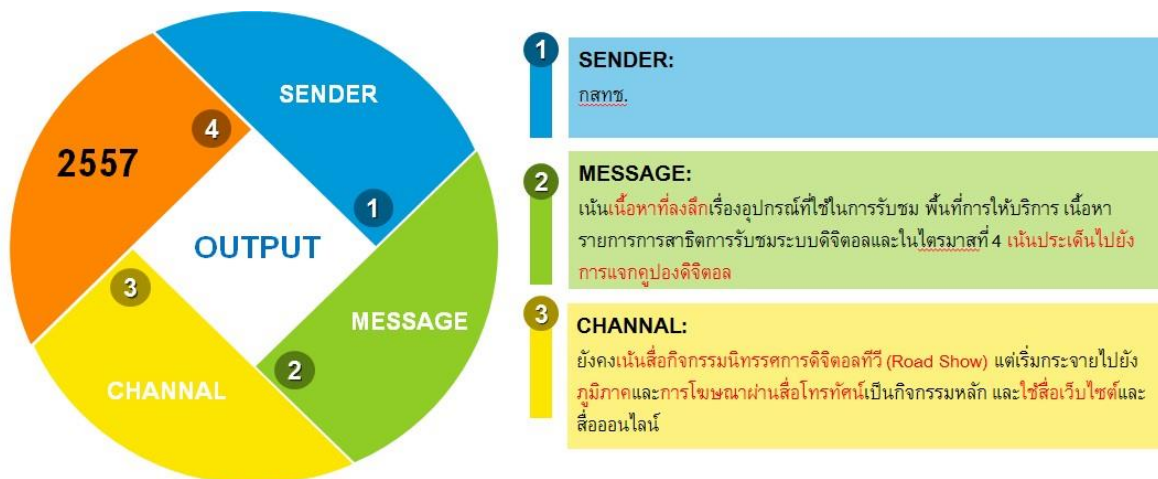 SENDER
4
2557
1
OUTPUT
3
MESSAGE
2
CHANNAL
1
SENDER:
กสทช.
2
MESSAGE:
เน้นเนื้อหาที่ลงลึกเรื่องอุปกรณ์ที่ใช้ในการรับชม พื้นที่การให้บริการ เนื้อหา
รายการการสาธิตการรับชมระบบดิจิตอลและในไตรมาสที่ 4 เน้นประเด็นไปยัง
การแจกคูปองดิจิตอล
3
CHANNAL:
ยังคงเน้นสื่อกิจกรรมนิทรรศการดิจิตอลทีวี (Road Show) แต่เริ่มกระจายไปยัง
ภูมิภาคและการโฆษณาผ่านสื่อโทรทัศน์เป็นกิจกรรมหลัก และใช้สื่อเว็บไซต์และ
สื่อออนไลน์